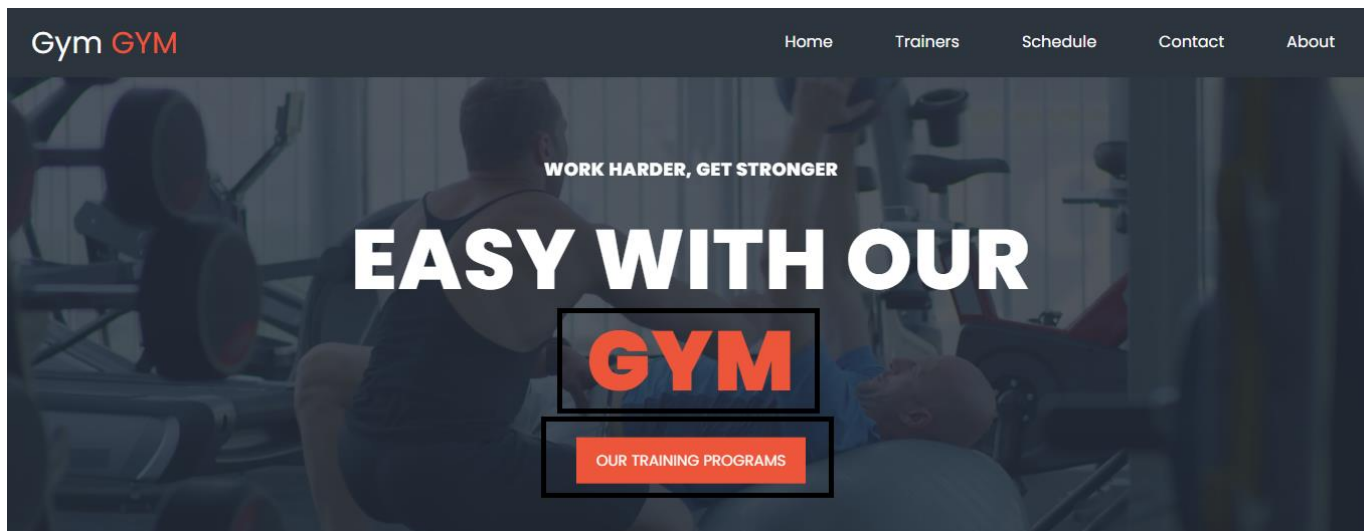 Gym GYM
Home Trainers Schedule Contact About
WORK HARDER, GET STRONGER
EASY WITH OUR
GYM
OUR TRAINING PROGRAMS